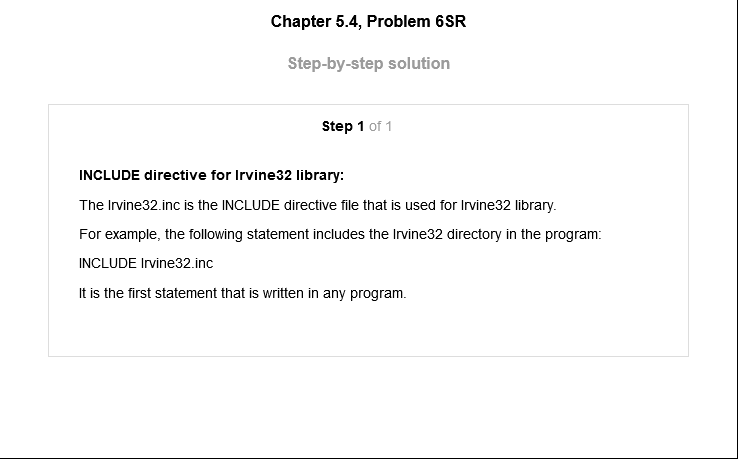 Chapter 5.4, Problem 6SR
Step-by-step solution
Step 1 of 1
INCLUDE directive for Irvine32 library:
The Irvine32.inc is the INCLUDE directive file that is used for Irvine32 library.
For example, the following statement includes the Irvine32 directory in the program:
INCLUDE Irvine32.inc
It is the first statement that is written in any program.